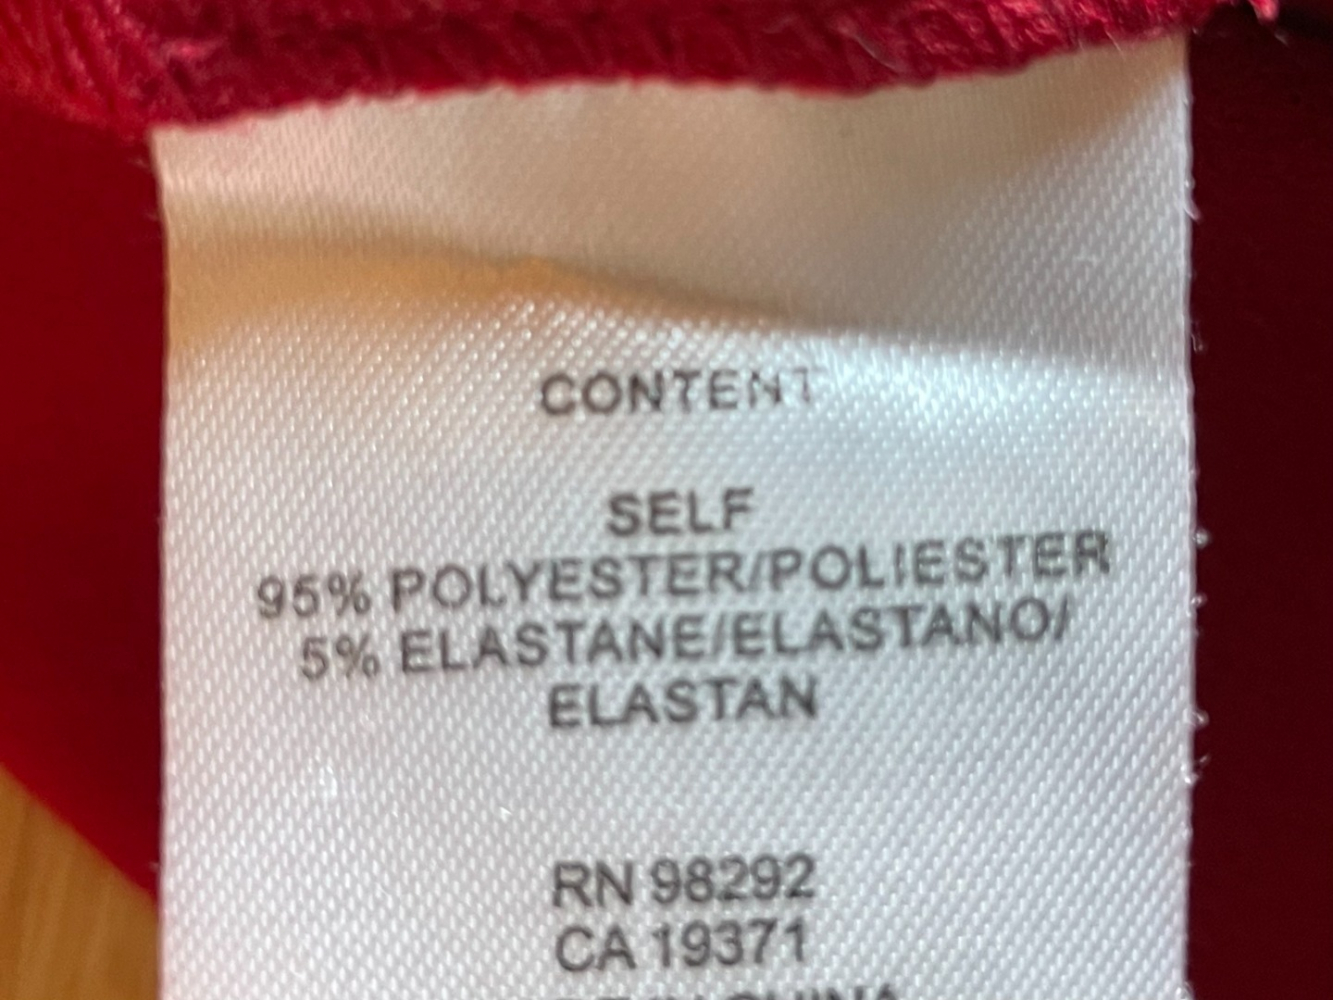 CONTENT
SELF
95% POLYESTER/POLIESTER
5% ELASTANE/ELASTANO/
ELASTAN
RN 98292
CA 19371